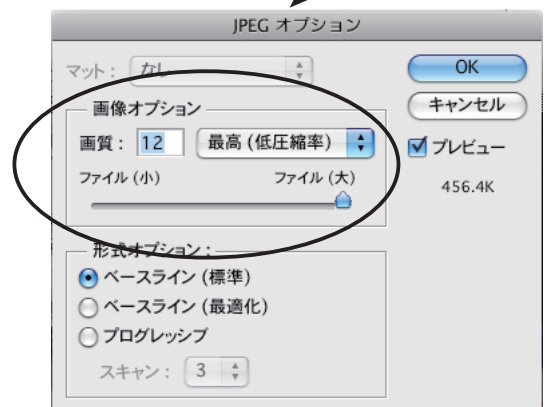 JPEG オプション
マット： なし
OK
キャンセル
プレビュー
456.4K
画像オプション
画質： 12 最高 (低圧縮率)
ファイル (小) ファイル (大)
形式オプション：
ベースライン (標準)
ベースライン (最適化)
プログレッシブ
スキャン： 3